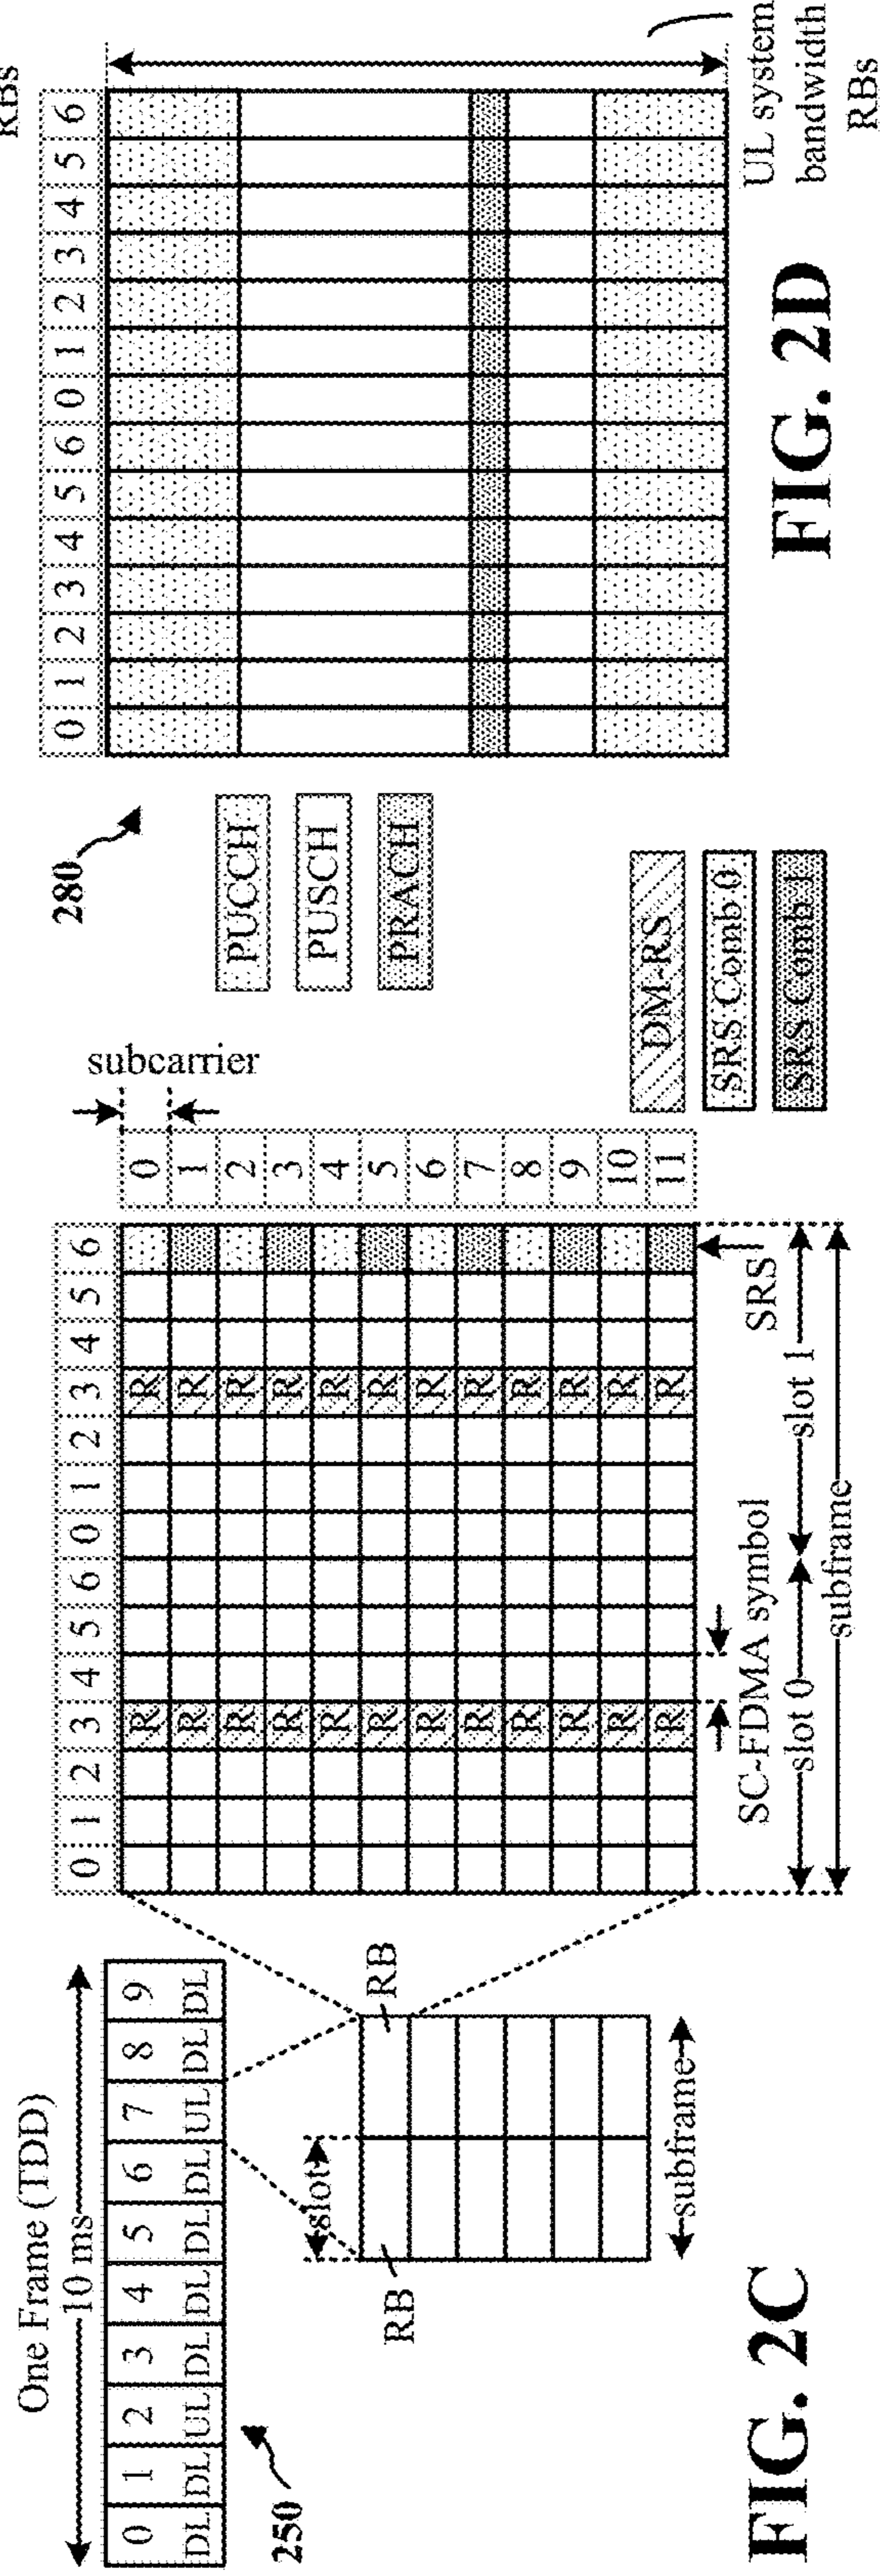 One Frame (TDD)
10 ms
0 1 2 3 4 5 6 7 8 9
DL DL UL DL DL DL DL UL DL DL
250
slot
RB
RB
subframe
FIG. 2C
0 1 2 3 4 5 6 0 1 2 3 4 5 6
subcarrier
R R 0
R R 1
R R 2
R R 3
R R 4
R R 5
R R 6
R R 7
R R 8
R R 9
R R 10
R R 11
SC-FDMA symbol
SRS
slot 0
slot 1
subframe
DM-RS
SRS Comb 0
SRS Comb 1
280
PUCCH
PUSCH
PRACH
RBs
0 1 2 3 4 5 6 0 1 2 3 4 5 6
UL system
bandwidth
FIG. 2D
RBs